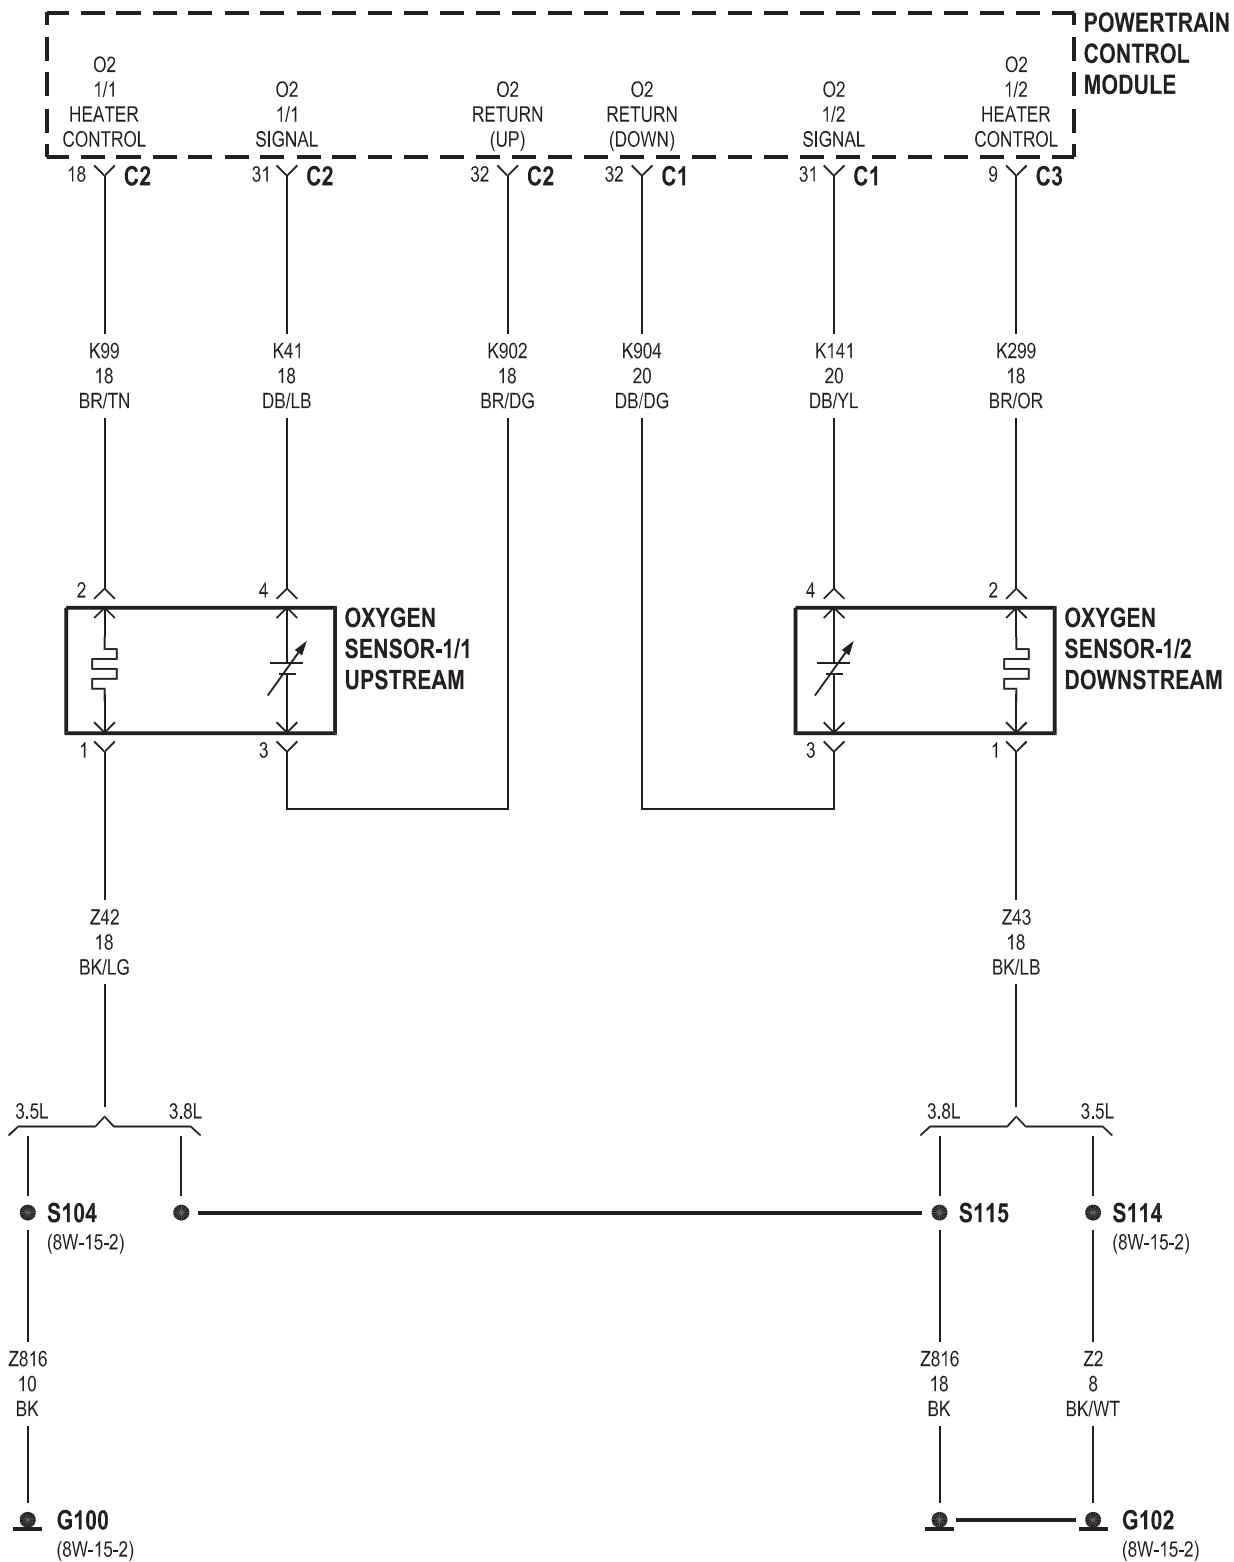 POWERTRAIN
CONTROL
MODULE
O2
1/1
HEATER
CONTROL
O2
1/1
SIGNAL
O2
RETURN
(UP)
O2
RETURN
(DOWN)
O2
1/2
SIGNAL
O2
1/2
HEATER
CONTROL
18 C2
31 C2
32 C2
32 C1
31 C1
9 C3
K99
18
BR/TN
K41
18
DB/LB
K902
18
BR/DG
K904
20
DB/DG
K141
20
DB/YL
K299
18
BR/OR
2
4
4
2
OXYGEN
SENSOR-1/1
UPSTREAM
OXYGEN
SENSOR-1/2
DOWNSTREAM
1
3
3
1
Z42
18
BK/LG
Z43
18
BK/LB
3.5L
3.8L
3.8L
3.5L
S104
(8W-15-2)
S115
S114
(8W-15-2)
Z816
10
BK
Z816
18
BK
Z2
8
BK/WT
G100
(8W-15-2)
G102
(8W-15-2)